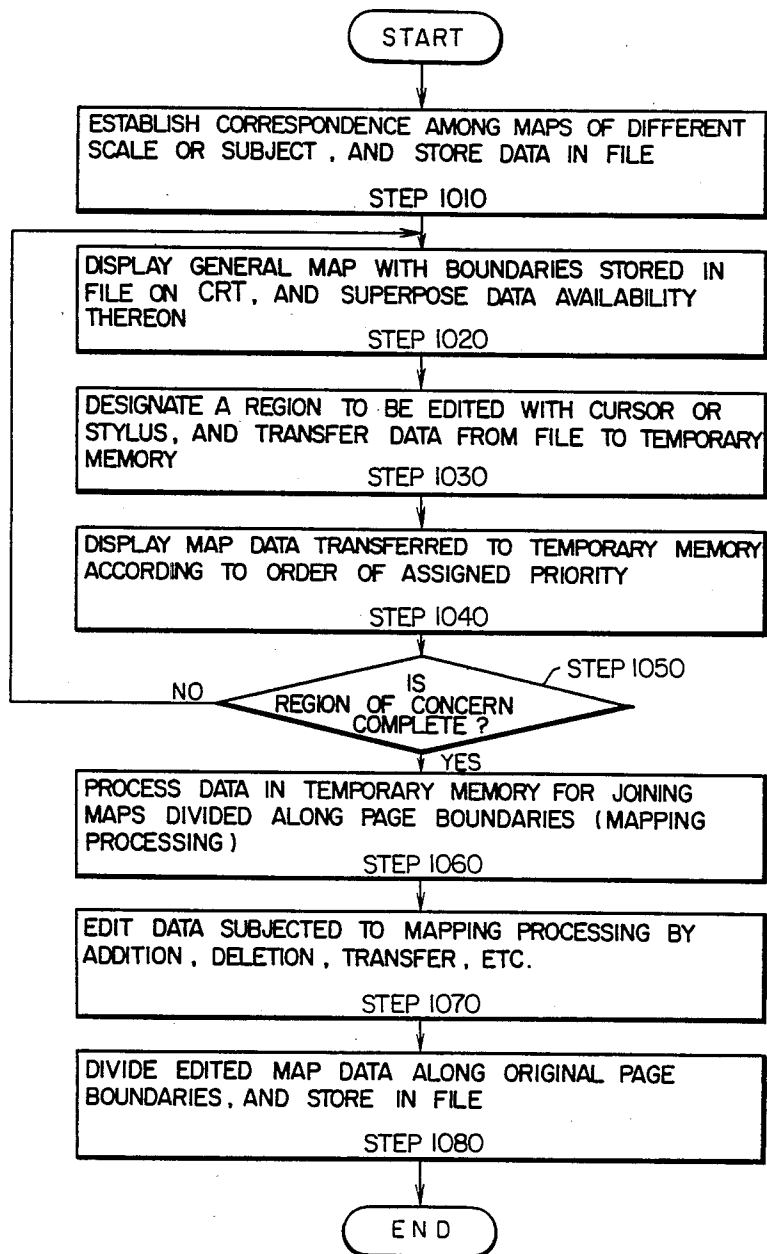 START
ESTABLISH CORRESPONDENCE AMONG MAPS OF DIFFERENT
SCALE OR SUBJECT, AND STORE DATA IN FILE
STEP 1010
DISPLAY GENERAL MAP WITH BOUNDARIES STORED IN
FILE ON CRT, AND SUPERPOSE DATA AVAILABILITY
THEREON
STEP 1020
DESIGNATE A REGION TO BE EDITED WITH CURSOR OR
STYLUS, AND TRANSFER DATA FROM FILE TO TEMPORARY
MEMORY
STEP 1030
DISPLAY MAP DATA TRANSFERRED TO TEMPORARY MEMORY
ACCORDING TO ORDER OF ASSIGNED PRIORITY
STEP 1040
STEP 1050
NO
IS
REGION OF CONCERN
COMPLETE ?
YES
PROCESS DATA IN TEMPORARY MEMORY FOR JOINING
MAPS DIVIDED ALONG PAGE BOUNDARIES (MAPPING
PROCESSING)
STEP 1060
EDIT DATA SUBJECTED TO MAPPING PROCESSING BY
ADDITION, DELETION, TRANSFER, ETC.
STEP 1070
DIVIDE EDITED MAP DATA ALONG ORIGINAL PAGE
BOUNDARIES, AND STORE IN FILE
STEP 1080
END